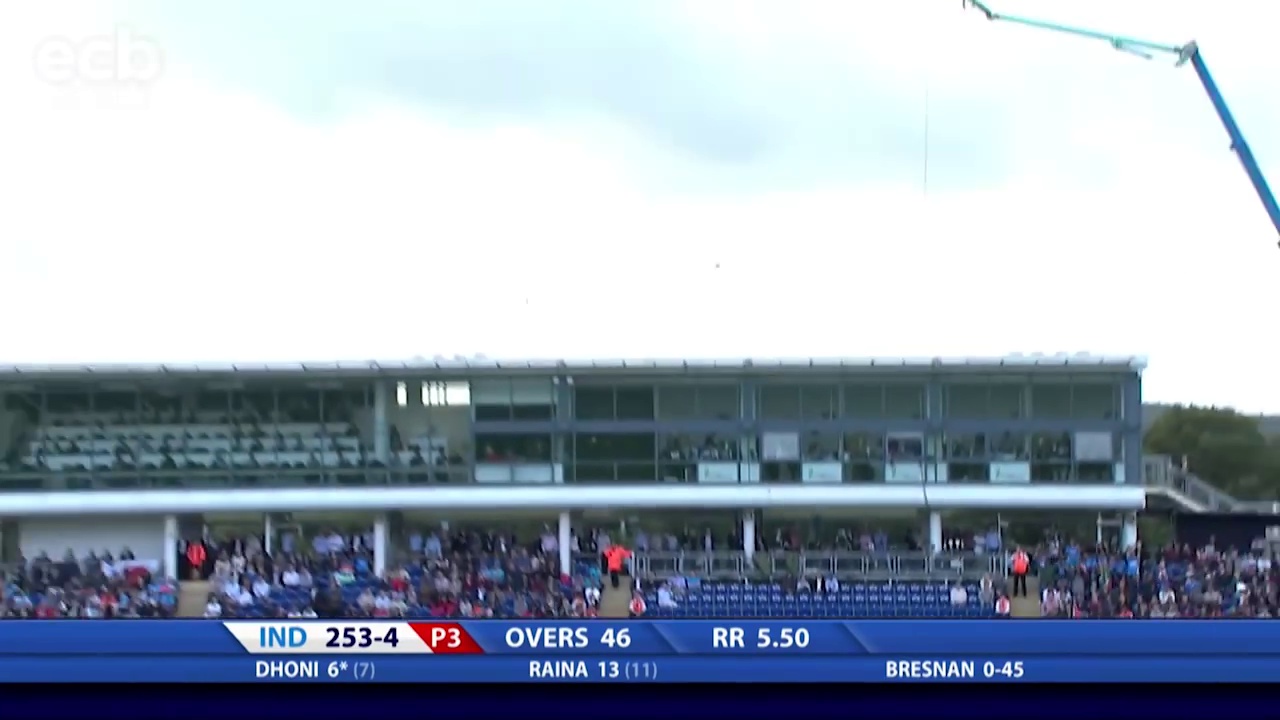 ecb
IND 253-4 P3 OVERS 46 RR 5.50
DHONI 6* (7) RAINA 13 (11) BRESNAN 0-45